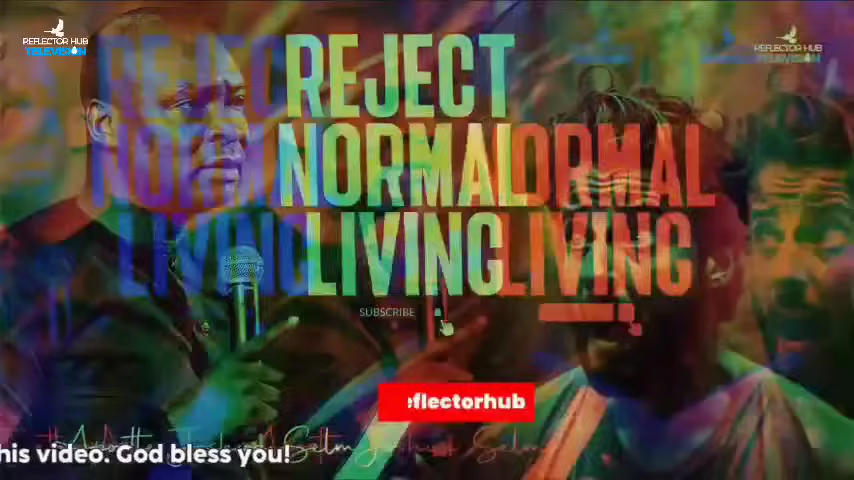 REFLECTOR HUB
TELEVISION
REFLECTOR HUB
TELEVISION
REJECT
NORMAL
LIVING
SUBSCRIBE
eflectorhub
his video. God bless you!